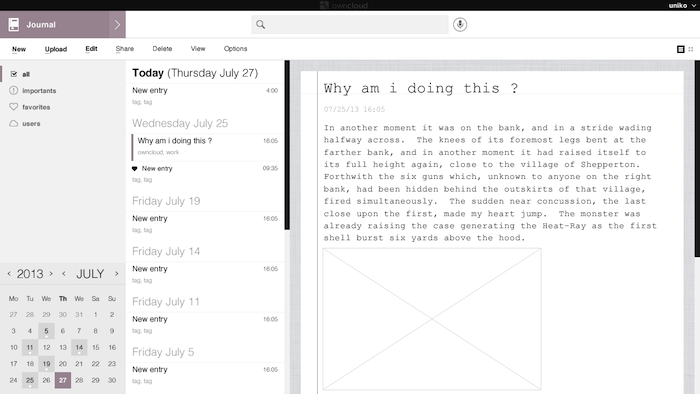 owncloud
unika
Journal
New Upload Edit Share Delete View Options
all
importants
favorites
users
Today (Thursday July 27)
New entry 4:00
tag, tag
Wednesday July 25
Why am i doing this ? 16:05
owncloud, work
New entry 09:35
tag, tag
Friday July 19
New entry 16:05
tag, tag
Friday July 14
New entry 16:05
tag, tag
Friday July 11
New entry 16:05
tag, tag
Friday July 5
New entry 16:05
tag, tag
< 2013 > < JULY >
Mo Tu We Th Fr Sa Su
27 28 29 30 31 1 2
3 4 5 6 7 8 9
10 11 12 13 14 15 16
17 18 19 20 21 22 23
24 25 26 27 28 29 30
Why am i doing this ?
07/25/13 16:05
In another moment it was on the bank, and in a stride wading
halfway across. The knees of its foremost legs bent at the
farther bank, and in another moment it had raised itself to
its full height again, close to the village of Shepperton.
Forthwith the six guns which, unknown to anyone on the right
bank, had been hidden behind the outskirts of that village,
fired simultaneously. The sudden near concussion, the last
close upon the first, made my heart jump. The monster was
already raising the case generating the Heat-Ray as the first
shell burst six yards above the hood.